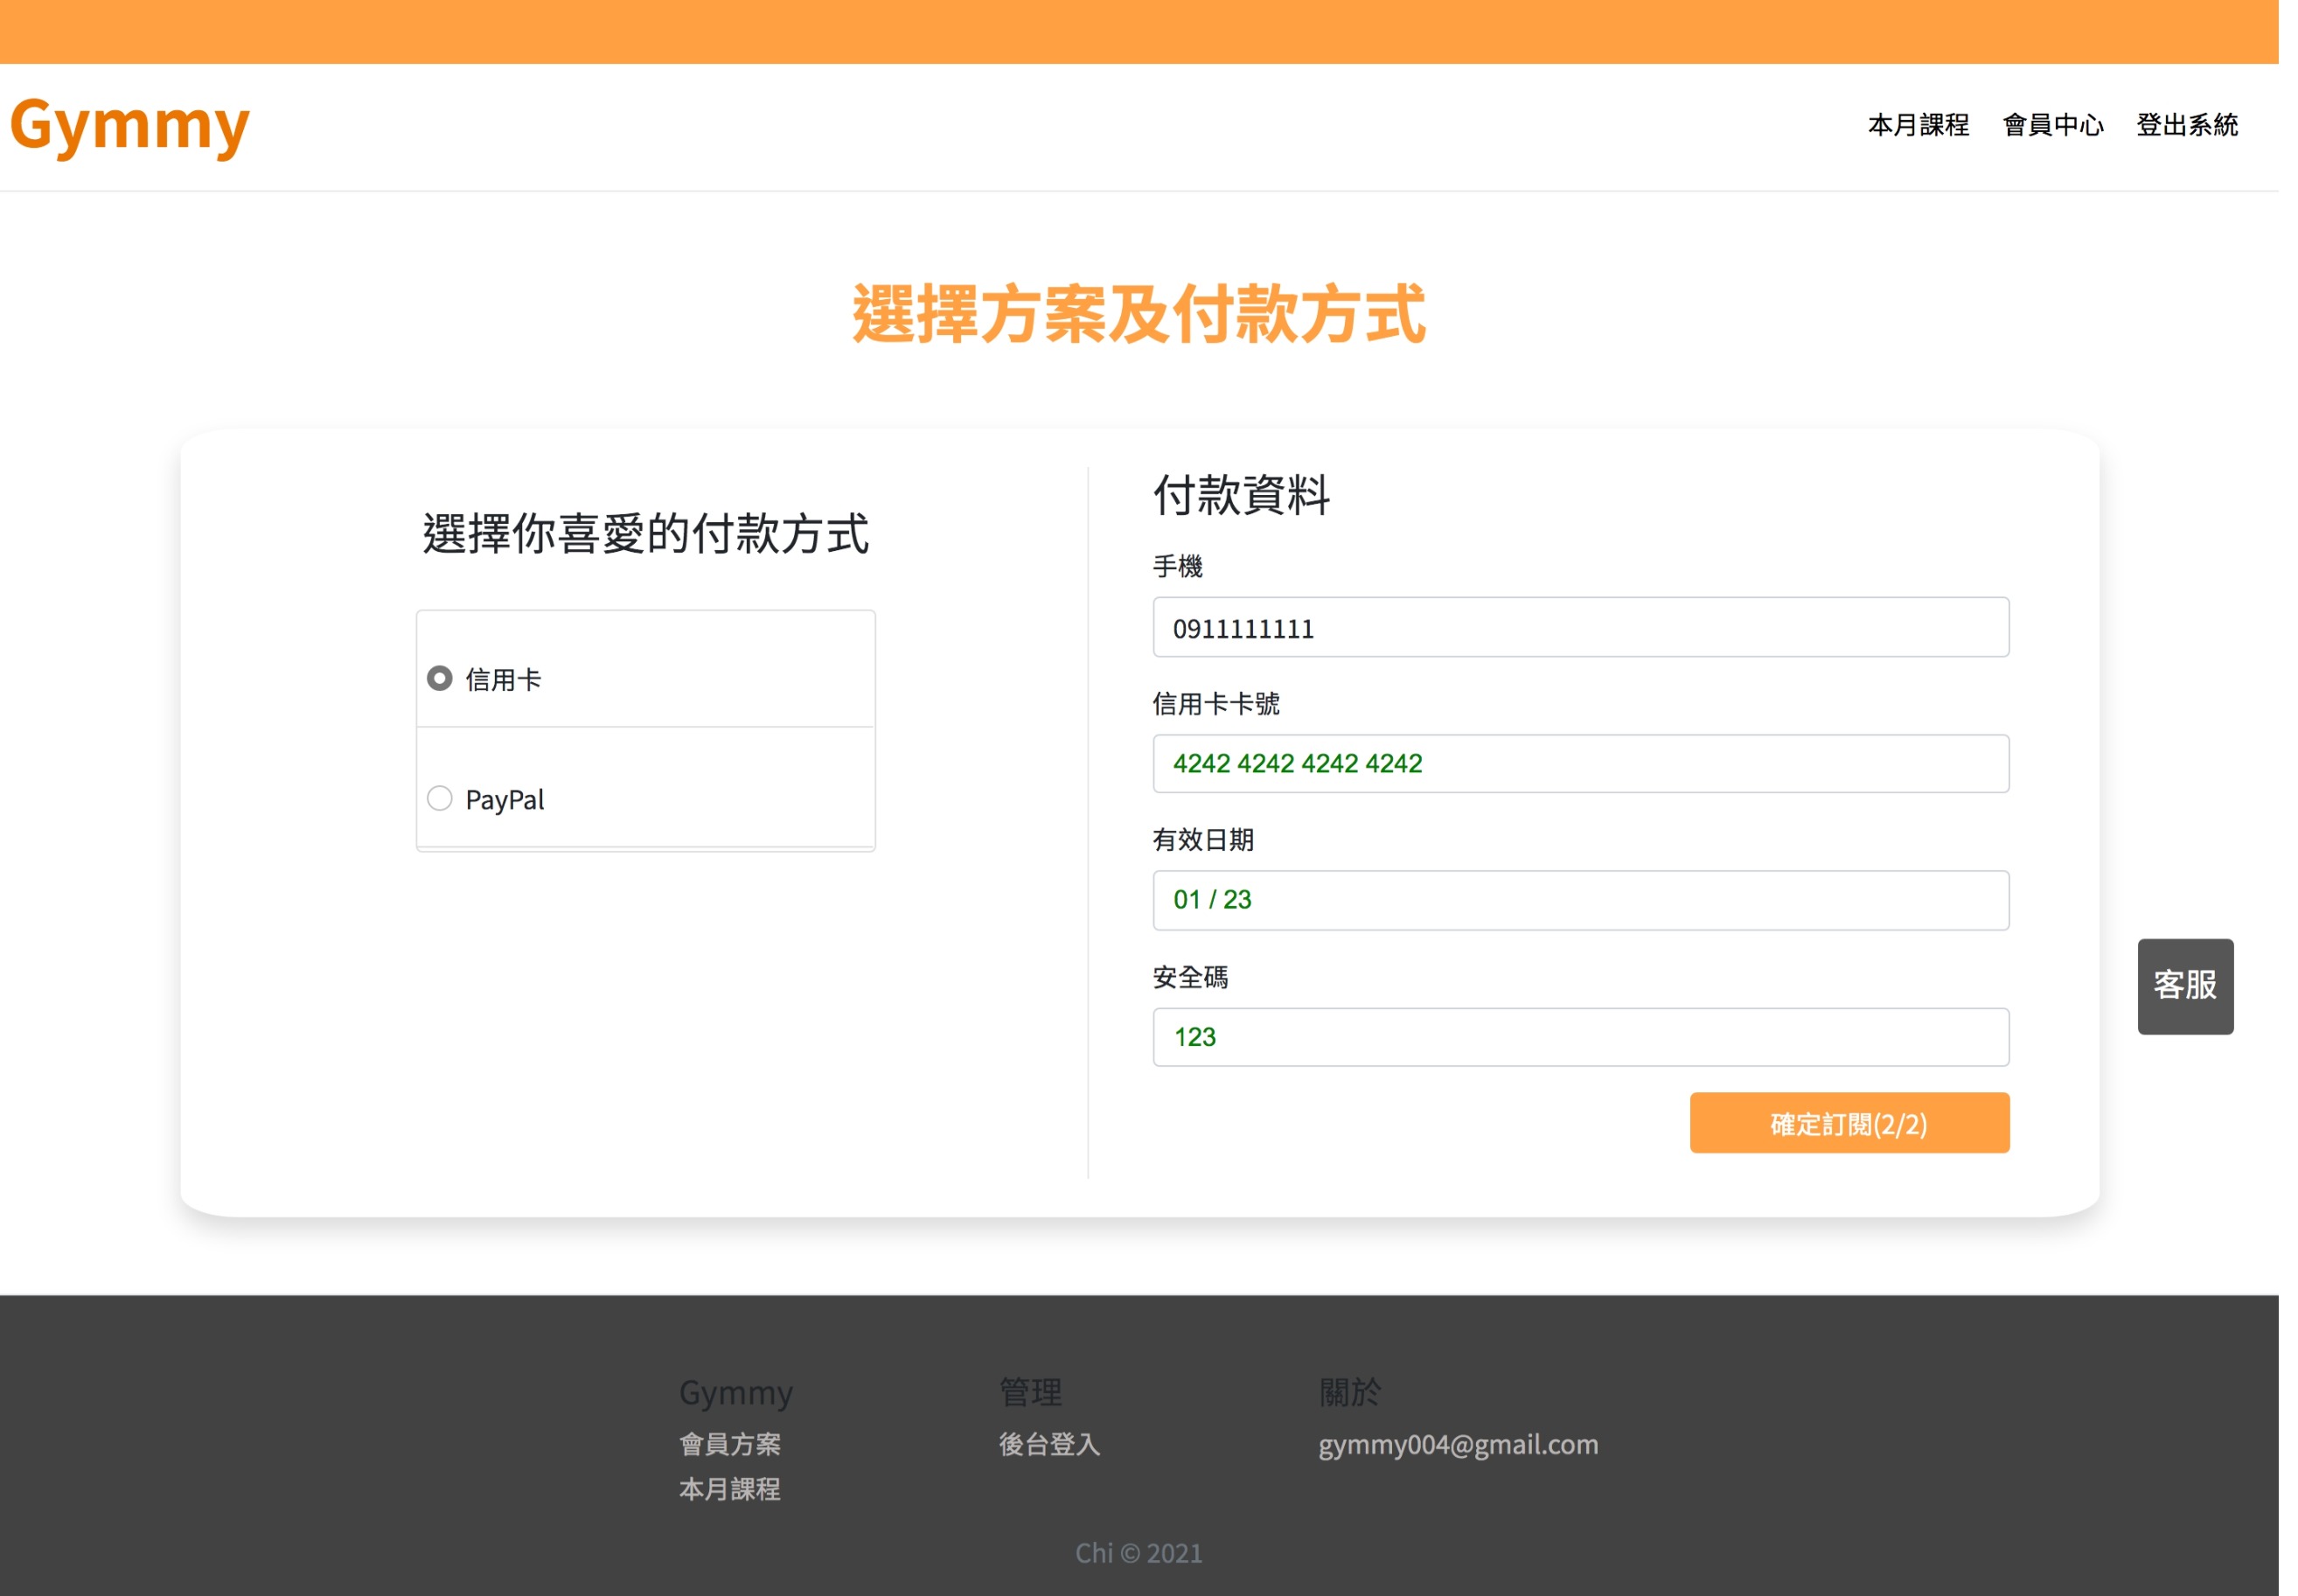 Gymmy
本月課程 會員中心 登出系統
選擇方案及付款方式
選擇你喜愛的付款方式
信用卡
PayPal
付款資料
手機
0911111111
信用卡卡號
4242 4242 4242 4242
有效日期
01 / 23
安全碼
123
確定訂閱(2/2)
客服
Gymmy
會員方案
本月課程
管理
後台登入
關於
gymmy004@gmail.com
Chi © 2021